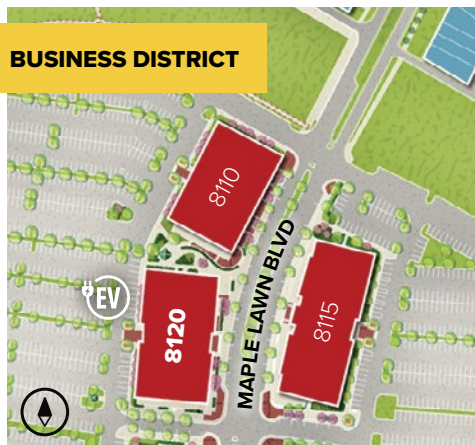 BUSINESS DISTRICT
8110
MAPLE LAWN BLVD
EV
8120
8115